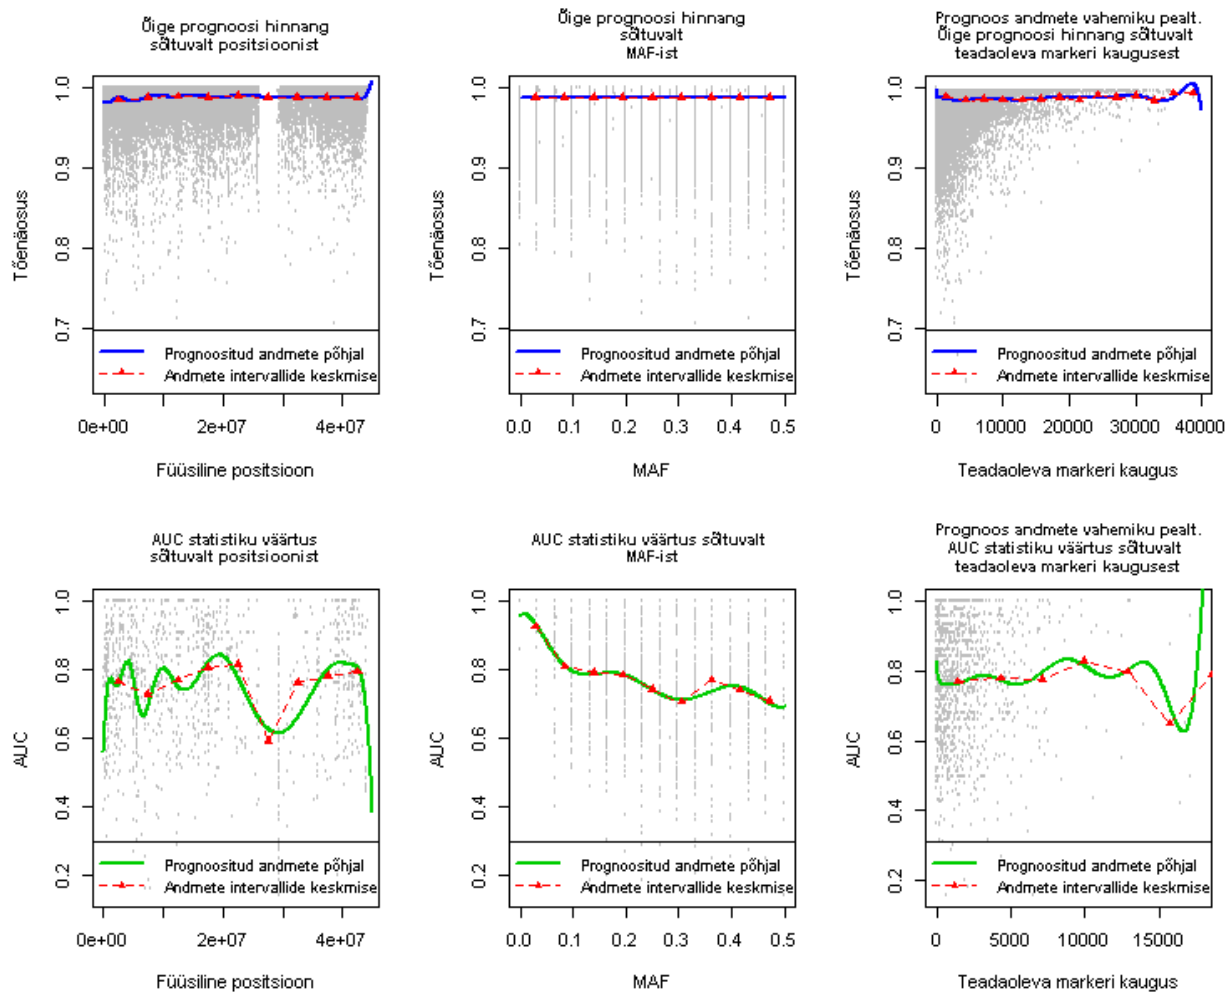 Õige prognoosi hinnang
sõltuvalt positsioonist
Tõenäosus
1.0
0.9
0.8
0.7
Prognoositud andmete põhjal
Andmete intervallide keskmise
0e+00
2e+07
4e+07
Füüsiline positsioon
Õige prognoosi hinnang
sõltuvalt
MAF-ist
Tõenäosus
1.0
0.9
0.8
0.7
Prognoositud andmete põhjal
Andmete intervallide keskmise
0.0
0.1
0.2
0.3
0.4
0.5
MAF
Prognoos andmete vahemiku pealt.
Õige prognoosi hinnang sõltuvalt
teadaoleva markeri kaugusest
Tõenäosus
1.0
0.9
0.8
0.7
Prognoositud andmete põhjal
Andmete intervallide keskmise
0
10000
20000
30000
40000
Teadaoleva markeri kaugus
AUC statistiku väärtus
sõltuvalt positsioonist
AUC
1.0
0.8
0.6
0.4
0.2
Prognoositud andmete põhjal
Andmete intervallide keskmise
0e+00
2e+07
4e+07
Füüsiline positsioon
AUC statistiku väärtus sõltuvalt
MAF-ist
AUC
1.0
0.8
0.6
0.4
0.2
Prognoositud andmete põhjal
Andmete intervallide keskmise
0.0
0.1
0.2
0.3
0.4
0.5
MAF
Prognoos andmete vahemiku pealt.
AUC statistiku väärtus sõltuvalt
teadaoleva markeri kaugusest
AUC
1.0
0.8
0.6
0.4
0.2
Prognoositud andmete põhjal
Andmete intervallide keskmise
0
5000
10000
15000
Teadaoleva markeri kaugus